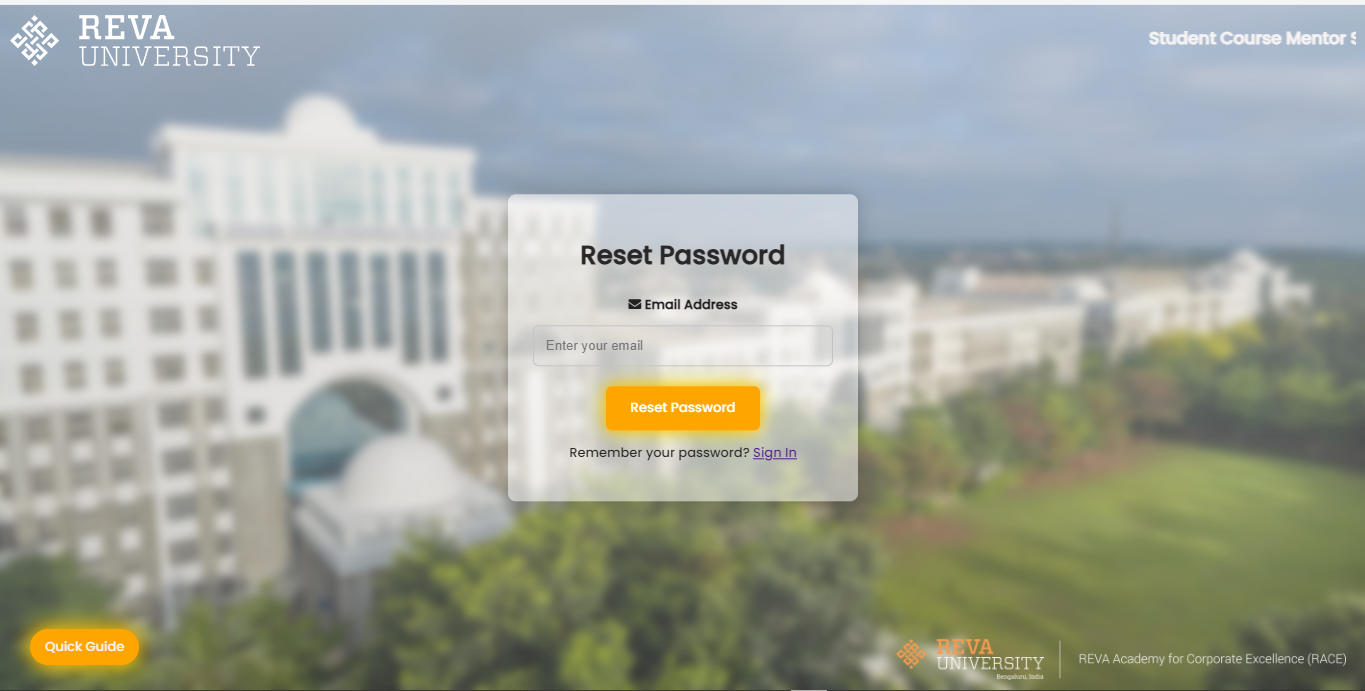 REVA
UNIVERSITY
Student Course Mentor
Reset Password
Email Address
Enter your email
Reset Password
Remember your password? Sign In
Quick Guide
REVA
UNIVERSITY
Bengaluru, India
REVA Academy for Corporate Excellence (RACE)